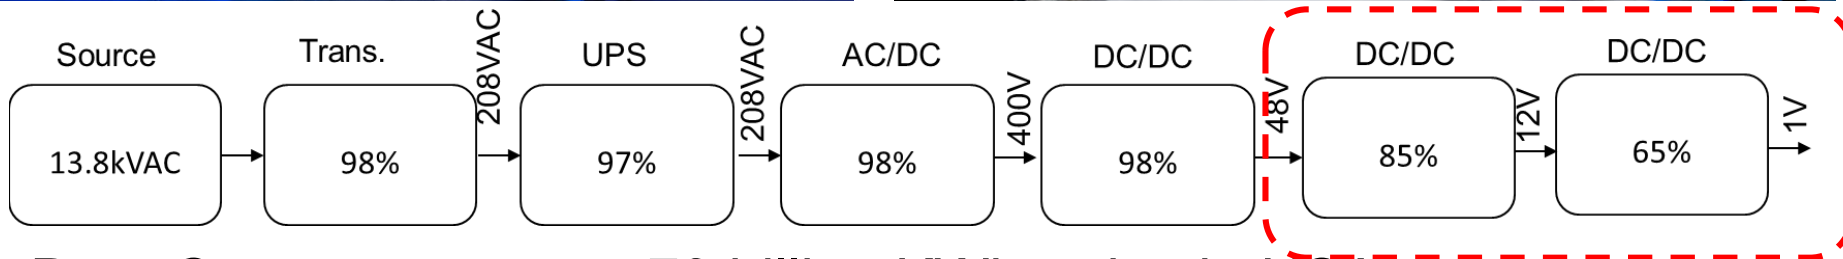 Source
Trans.
UPS
AC/DC
DC/DC
DC/DC
DC/DC
208VAC
208VAC
400V
48V
12V
1V
13.8kVAC
98%
97%
98%
98%
85%
65%